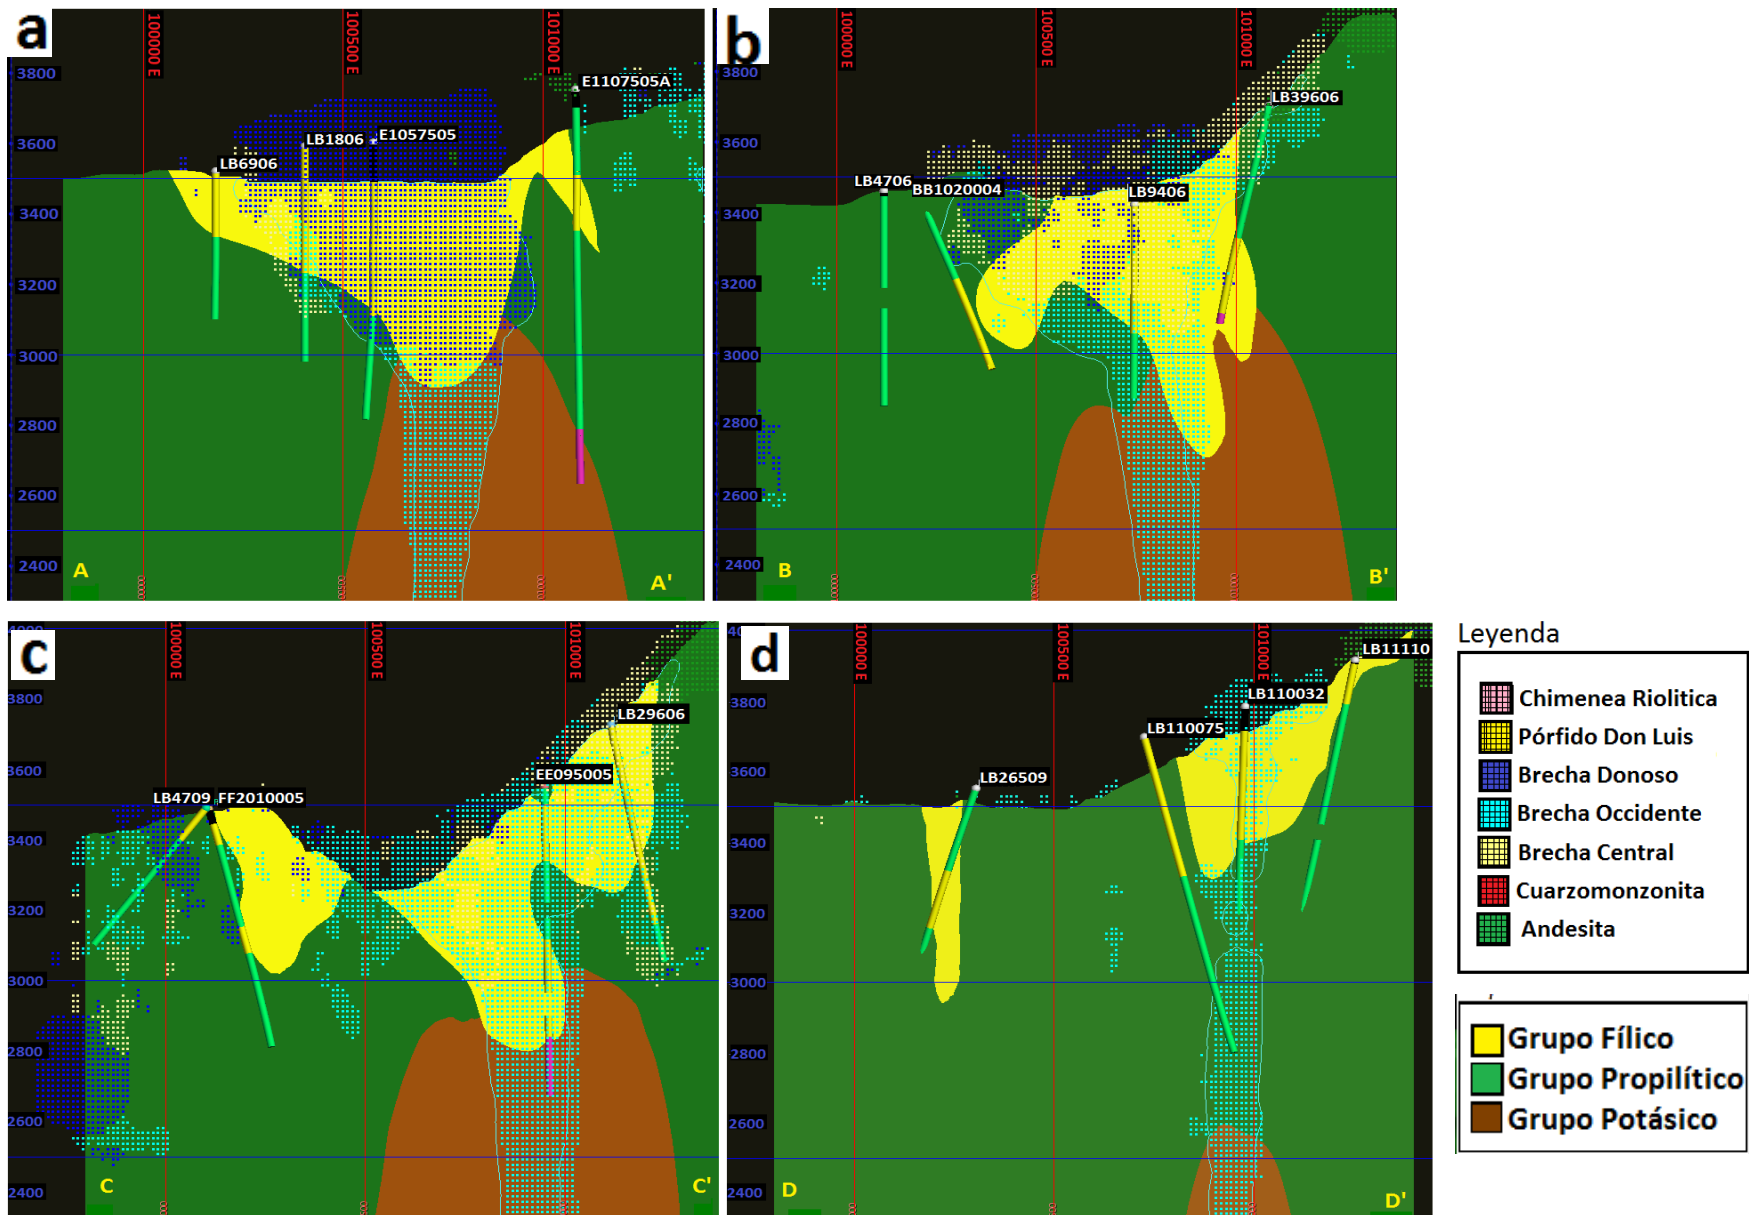 a
100000 E
100500 E
101000 E
3800
3600
3400
3200
3000
2800
2600
2400
E1107505A
LB1806
E1057505
LB6906
A
A'
b
100000 E
100500 E
101000 E
3800
3600
3400
3200
3000
2800
2600
2400
LB39606
LB4706
BB1020004
LB9406
B
B'
c
100000 E
100500 E
101000 E
3800
3600
3400
3200
3000
2800
2600
2400
LB29606
EE095005
LB4709
FF2010005
C
C'
d
100000 E
100500 E
101000 E
3800
3600
3400
3200
3000
2800
2600
2400
LB11110
LB110032
LB110075
LB26509
D
D'
Leyenda
Chimenea Riolitica
Pórfido Don Luis
Brecha Donoso
Brecha Occidente
Brecha Central
Cuarzomonzonita
Andesita
Grupo Fílico
Grupo Propilítico
Grupo Potásico